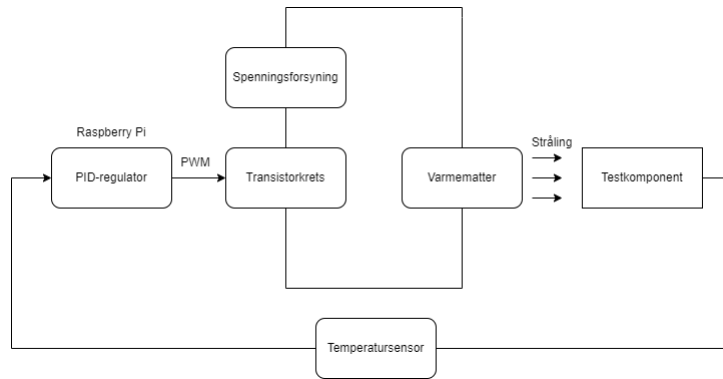 Spenningsforsyning
Raspberry Pi
Stråling
PWM
PID-regulator
Transistorkrets
Varmematter
Testkomponent
Temperatursensor